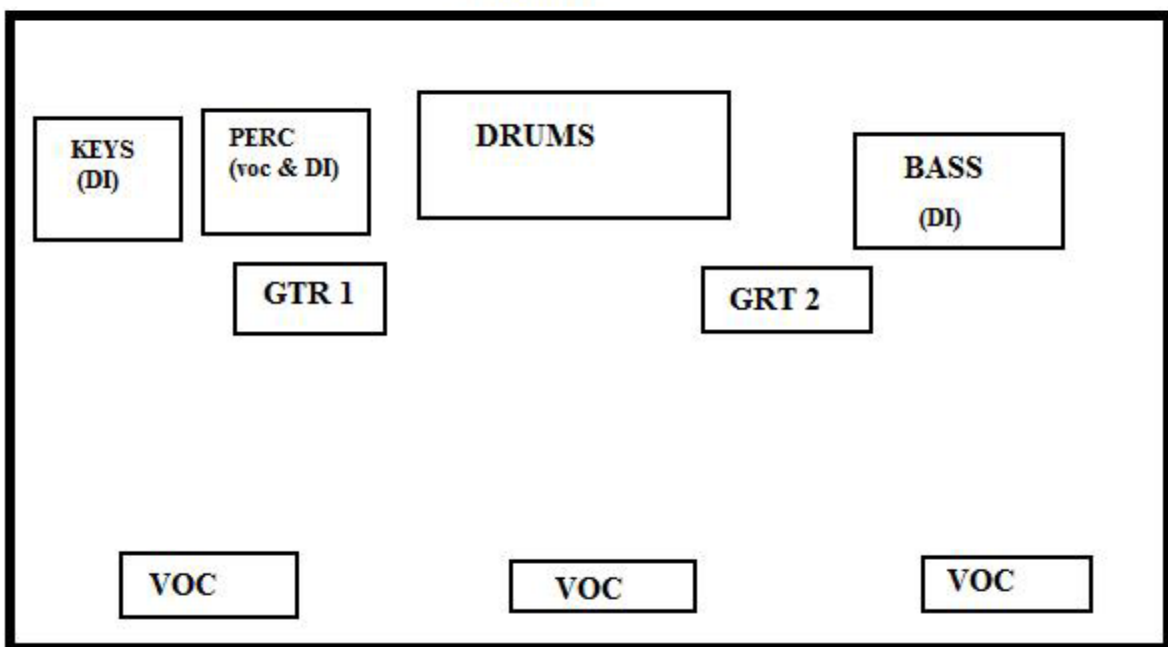 KEYS
(DI)
PERC
(voc & DI)
DRUMS
BASS
(DI)
GTR 1
GRT 2
VOC
VOC
VOC